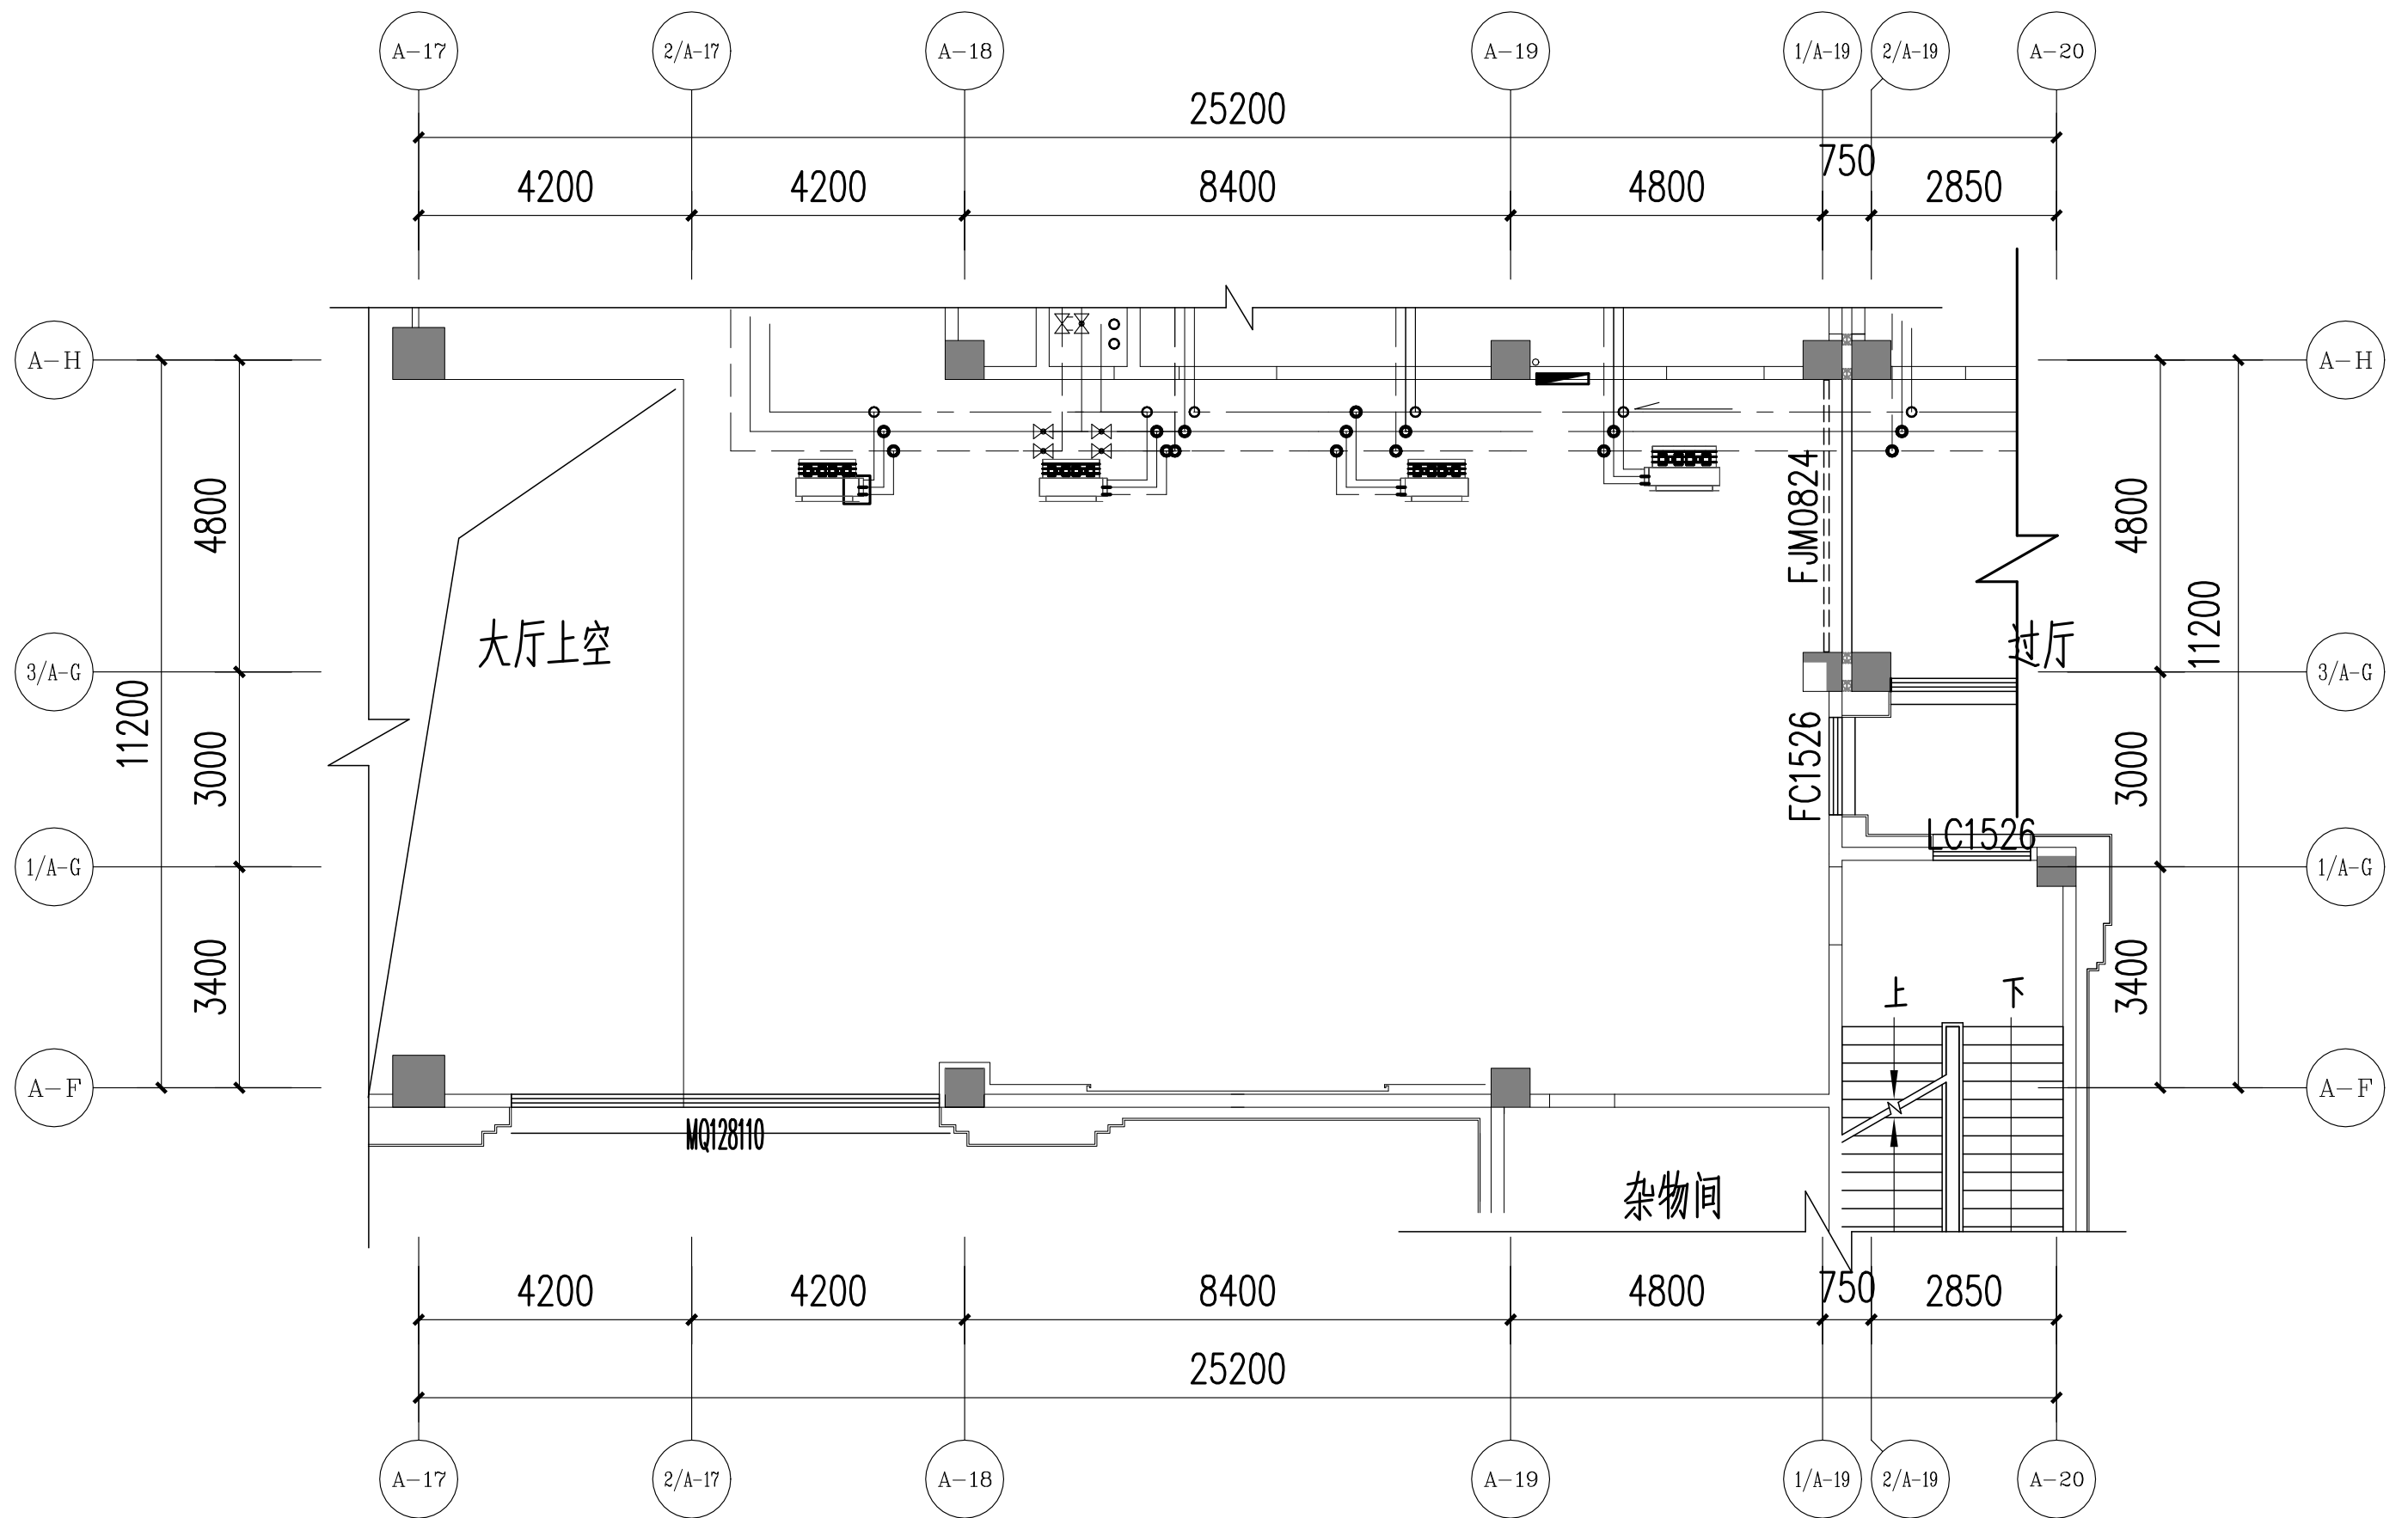 A-17 2/A-17 A-18 A-19 1/A-19 2/A-19 A-20
25200
4200 4200 8400 4800 750 2850
A-H A-H
4800 FJM0824 4800
大厅上空 过厅
3/A-G 3/A-G
11200 11200
3000 FC1526 3000
LC1526
1/A-G 1/A-G
3400 3400
上 下
A-F A-F
MQ128110
杂物间
4200 4200 8400 4800 750 2850
25200
A-17 2/A-17 A-18 A-19 1/A-19 2/A-19 A-20